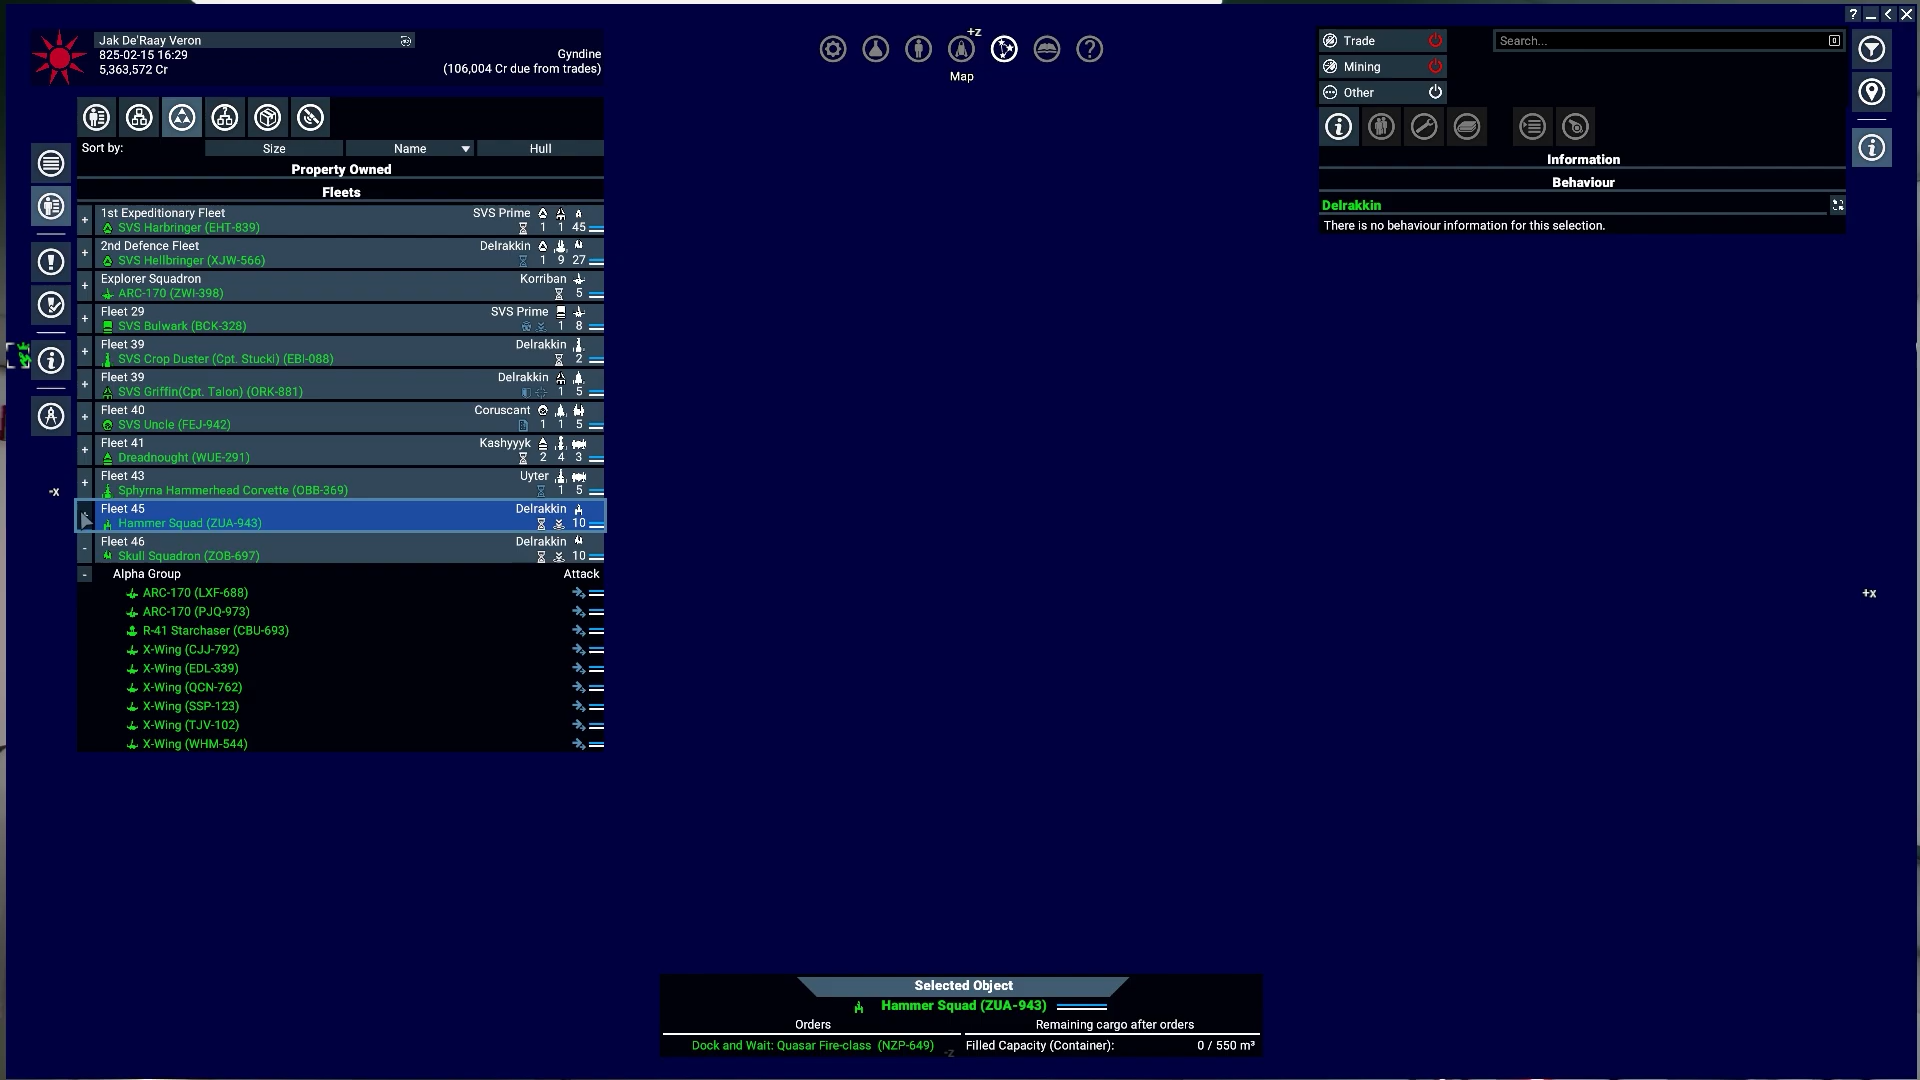 ? _ < X
Jak De'Raay Veron
825-02-15 16:29
5,363,572 Cr
Gyndine
(106,004 Cr due from trades)
+z
Map
Trade
Mining
Other
Search...
Sort by:
Size
Name
Hull
Property Owned
Fleets
1st Expeditionary Fleet SVS Prime
SVS Harbringer (EHT-839) 1 1 45
2nd Defence Fleet Delrakkin
SVS Hellbringer (XJW-566) 1 9 27
Explorer Squadron Korriban
ARC-170 (ZWI-398) 5
Fleet 29 SVS Prime
SVS Bulwark (BCK-328) 1 8
Fleet 39 Delrakkin
SVS Crop Duster (Cpt. Stucki) (EBI-088) 2
Fleet 39 Delrakkin
SVS Griffin(Cpt. Talon) (ORK-881) 1 5
Fleet 40 Coruscant
SVS Uncle (FEJ-942) 1 1 5
Fleet 41 Kashyyyk
Dreadnought (WUE-291) 2 4 3
Fleet 43 Uyter
Sphyrna Hammerhead Corvette (OBB-369) 1 5
Fleet 45 Delrakkin
Hammer Squad (ZUA-943) 10
Fleet 46 Delrakkin
Skull Squadron (ZOB-697) 10
Alpha Group Attack
ARC-170 (LXF-688)
ARC-170 (PJQ-973)
R-41 Starchaser (CBU-693)
X-Wing (CJJ-792)
X-Wing (EDL-339)
X-Wing (QCN-762)
X-Wing (SSP-123)
X-Wing (TJV-102)
X-Wing (WHM-544)
-x
Information
Behaviour
Delrakkin
There is no behaviour information for this selection.
+x
Selected Object
Hammer Squad (ZUA-943)
Orders
Remaining cargo after orders
Dock and Wait: Quasar Fire-class (NZP-649)
Filled Capacity (Container): 0 / 550 m³
-z